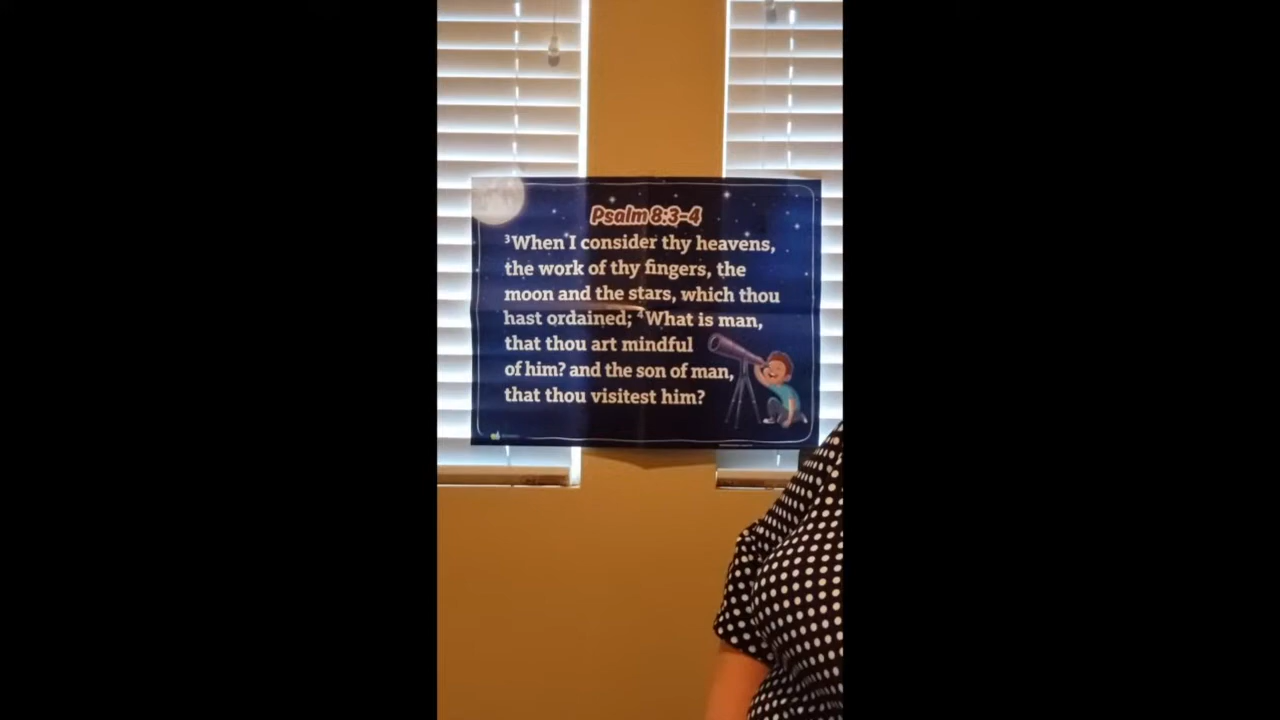 Psalm 8:3-4
³When I consider thy heavens,
the work of thy fingers, the
moon and the stars, which thou
hast ordained; ⁴What is man,
that thou art mindful
of him? and the son of man,
that thou visitest him?